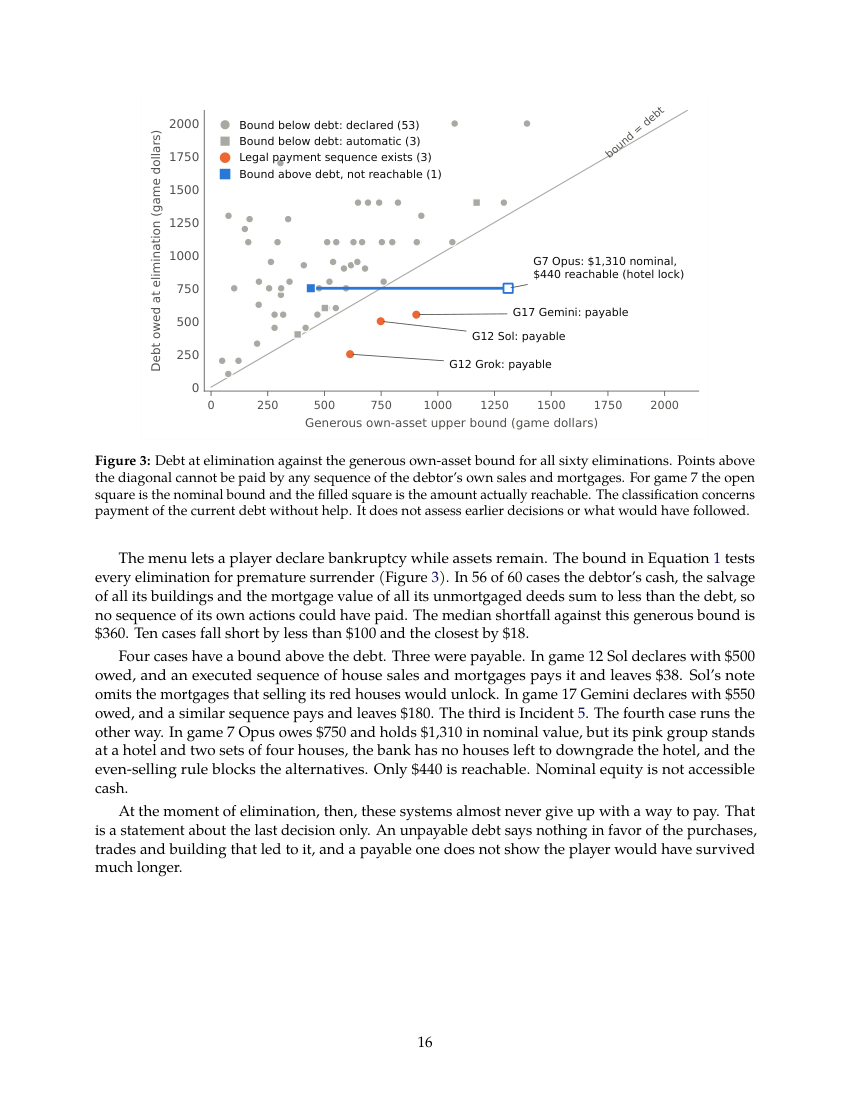 2000
1750
1500
1250
1000
750
500
250
0
Debt owed at elimination (game dollars)
Bound below debt: declared (53)
Bound below debt: automatic (3)
Legal payment sequence exists (3)
Bound above debt, not reachable (1)
bound = debt
G7 Opus: $1,310 nominal,
$440 reachable (hotel lock)
G17 Gemini: payable
G12 Sol: payable
G12 Grok: payable
0 250 500 750 1000 1250 1500 1750 2000
Generous own-asset upper bound (game dollars)
Figure 3: Debt at elimination against the generous own-asset bound for all sixty eliminations. Points above
the diagonal cannot be paid by any sequence of the debtor's own sales and mortgages. For game 7 the open
square is the nominal bound and the filled square is the amount actually reachable. The classification concerns
payment of the current debt without help. It does not assess earlier decisions or what would have followed.
The menu lets a player declare bankruptcy while assets remain. The bound in Equation 1 tests
every elimination for premature surrender (Figure 3). In 56 of 60 cases the debtor's cash, the salvage
of all its buildings and the mortgage value of all its unmortgaged deeds sum to less than the debt, so
no sequence of its own actions could have paid. The median shortfall against this generous bound is
$360. Ten cases fall short by less than $100 and the closest by $18.
Four cases have a bound above the debt. Three were payable. In game 12 Sol declares with $500
owed, and an executed sequence of house sales and mortgages pays it and leaves $38. Sol's note
omits the mortgages that selling its red houses would unlock. In game 17 Gemini declares with $550
owed, and a similar sequence pays and leaves $180. The third is Incident 5. The fourth case runs the
other way. In game 7 Opus owes $750 and holds $1,310 in nominal value, but its pink group stands
at a hotel and two sets of four houses, the bank has no houses left to downgrade the hotel, and the
even-selling rule blocks the alternatives. Only $440 is reachable. Nominal equity is not accessible
cash.
At the moment of elimination, then, these systems almost never give up with a way to pay. That
is a statement about the last decision only. An unpayable debt says nothing in favor of the purchases,
trades and building that led to it, and a payable one does not show the player would have survived
much longer.
16